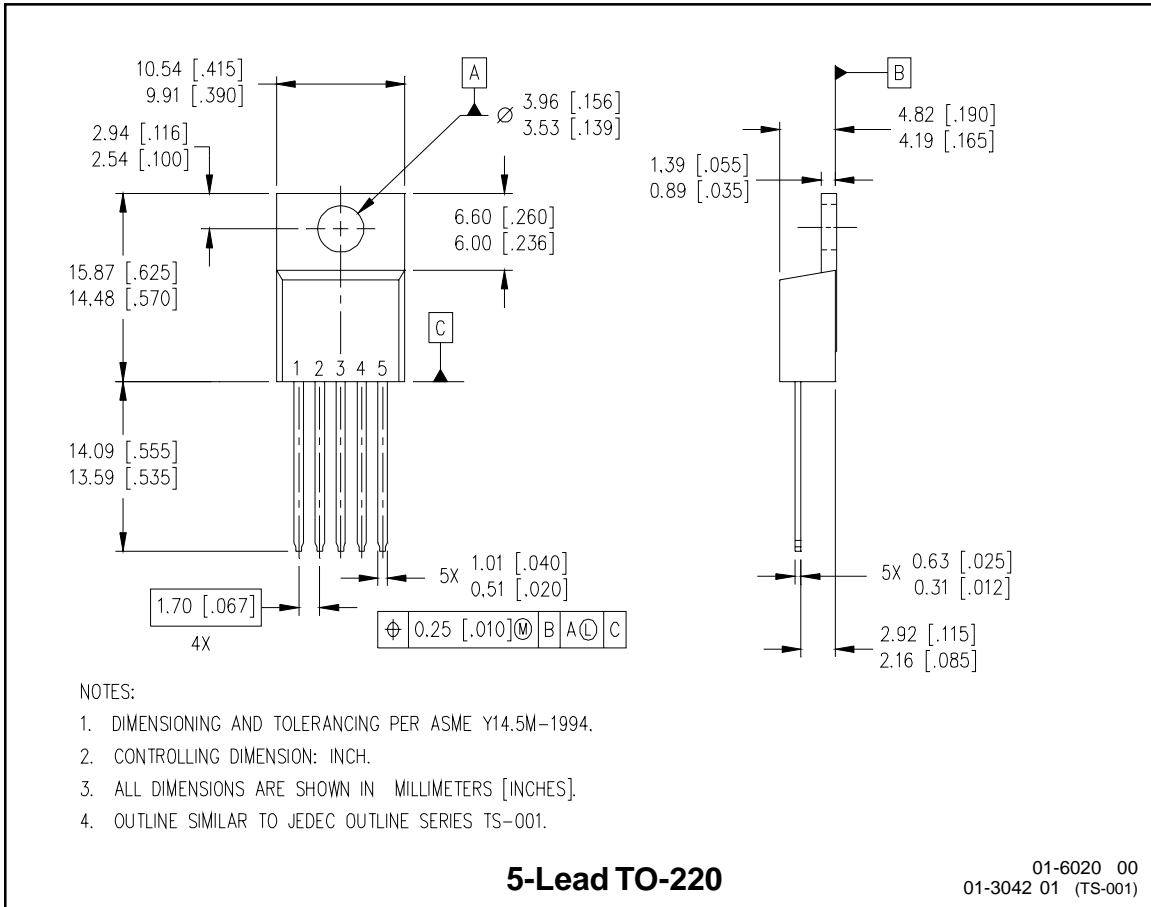 10.54 [.415]
9.91 [.390]
A
⌀ 3.96 [.156]
3.53 [.139]
B
2.94 [.116]
2.54 [.100]
4.82 [.190]
4.19 [.165]
1.39 [.055]
0.89 [.035]
6.60 [.260]
6.00 [.236]
15.87 [.625]
14.48 [.570]
C
1 2 3 4 5
14.09 [.555]
13.59 [.535]
5X 1.01 [.040]
0.51 [.020]
5X 0.63 [.025]
0.31 [.012]
1.70 [.067]
4X
⌖ 0.25 [.010] Ⓜ B A Ⓛ C
2.92 [.115]
2.16 [.085]
NOTES:
1. DIMENSIONING AND TOLERANCING PER ASME Y14.5M-1994.
2. CONTROLLING DIMENSION: INCH.
3. ALL DIMENSIONS ARE SHOWN IN MILLIMETERS [INCHES].
4. OUTLINE SIMILAR TO JEDEC OUTLINE SERIES TS-001.
5-Lead TO-220
01-6020 00
01-3042 01 (TS-001)